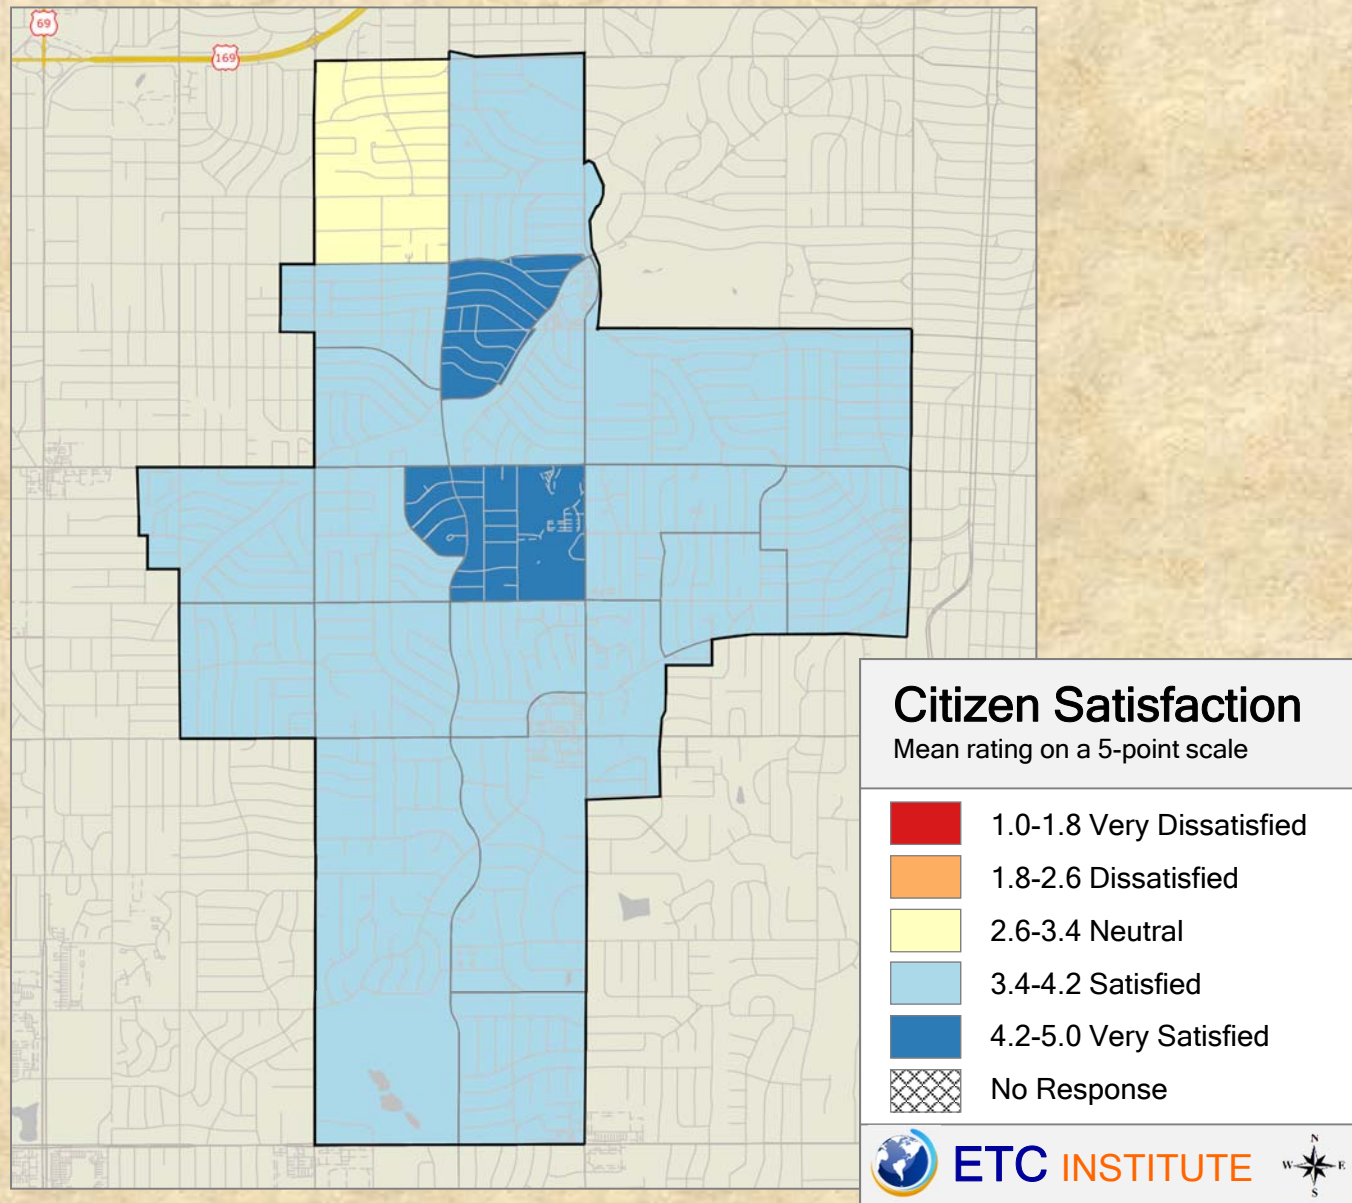 69
169
Citizen Satisfaction
Mean rating on a 5-point scale
1.0-1.8 Very Dissatisfied
1.8-2.6 Dissatisfied
2.6-3.4 Neutral
3.4-4.2 Satisfied
4.2-5.0 Very Satisfied
No Response
ETC INSTITUTE
N
W E
S